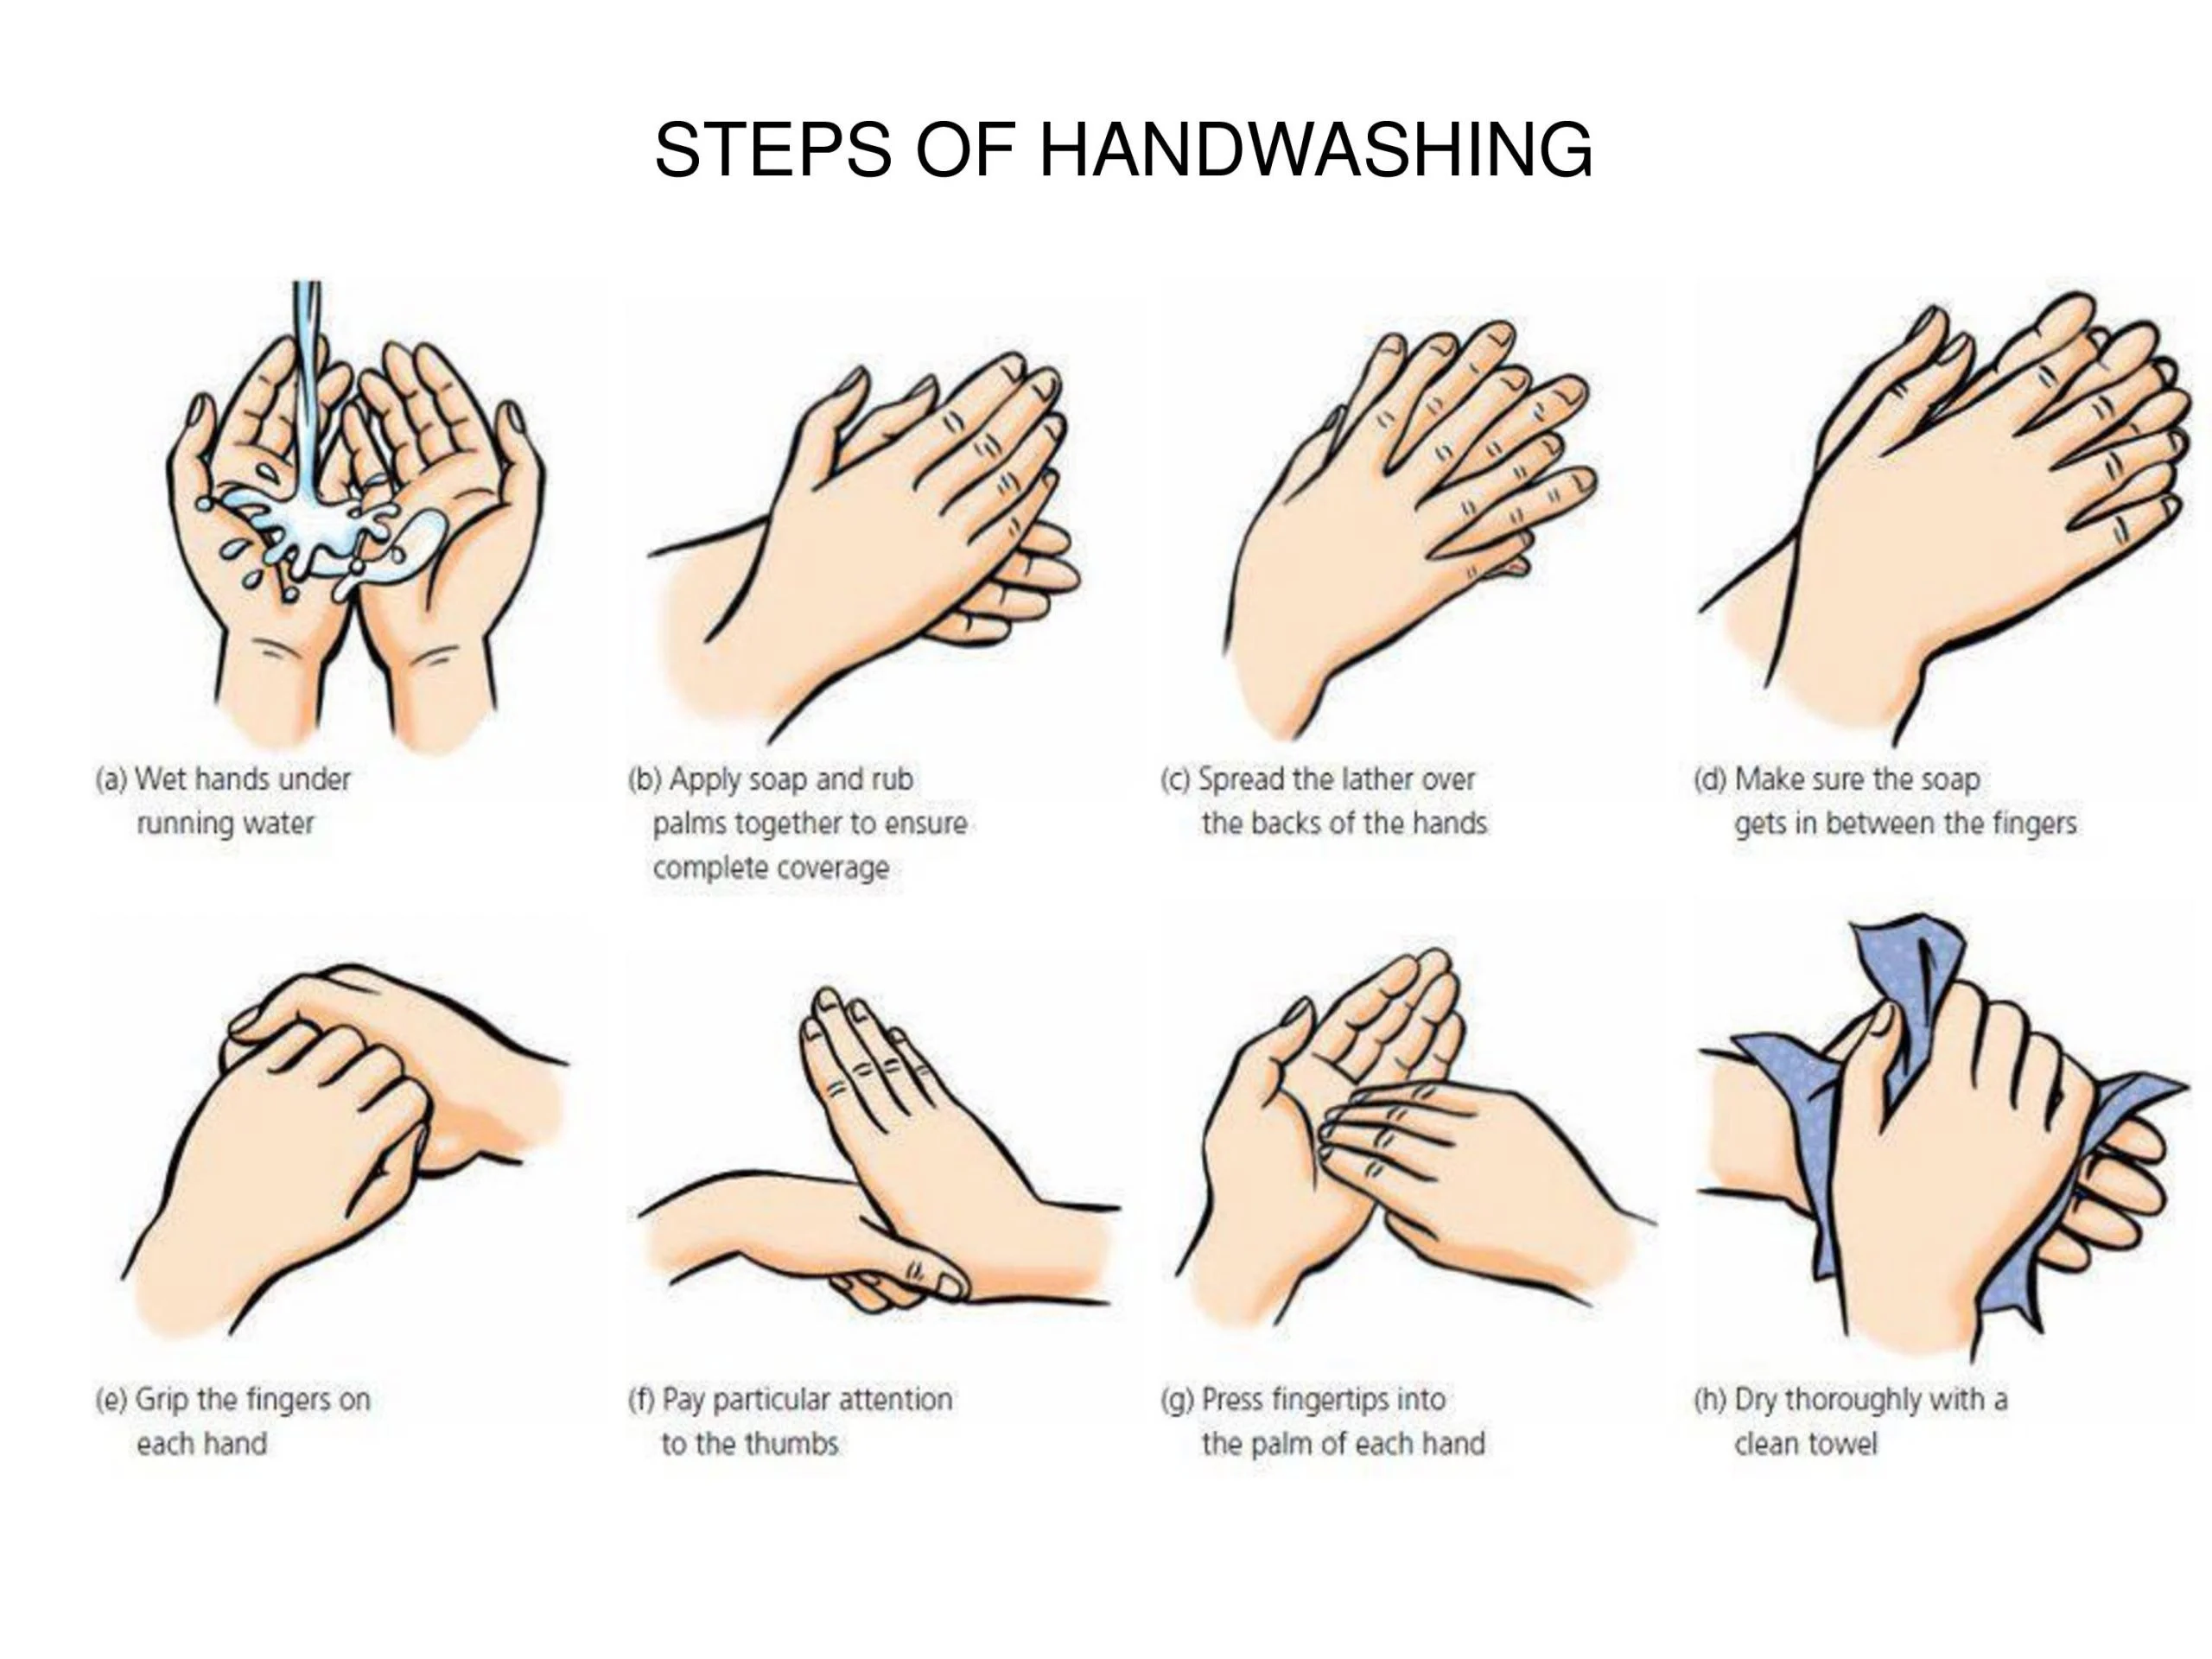 STEPS OF HANDWASHING
(a) Wet hands under
running water
(b) Apply soap and rub
palms together to ensure
complete coverage
(c) Spread the lather over
the backs of the hands
(d) Make sure the soap
gets in between the fingers
(e) Grip the fingers on
each hand
(f) Pay particular attention
to the thumbs
(g) Press fingertips into
the palm of each hand
(h) Dry thoroughly with a
clean towel